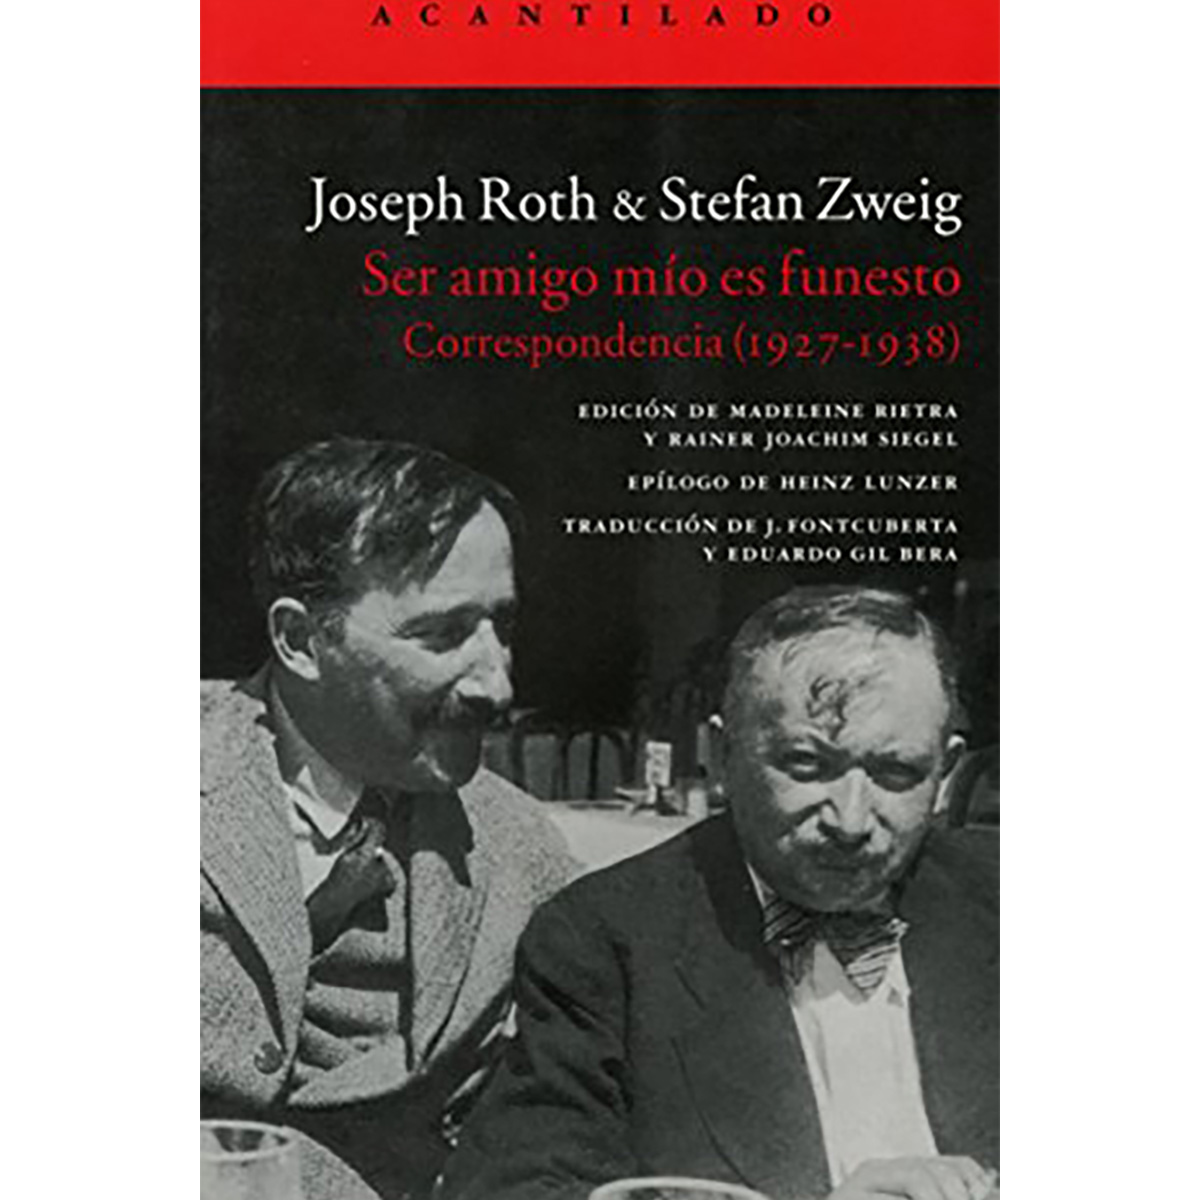 ACANTILADO
Joseph Roth & Stefan Zweig
Ser amigo mío es funesto
Correspondencia (1927-1938)
EDICIÓN DE MADELEINE RIETRA
Y RAINER JOACHIM SIEGEL
EPÍLOGO DE HEINZ LUNZER
TRADUCCIÓN DE J. FONTCUBERTA
Y EDUARDO GIL BERA